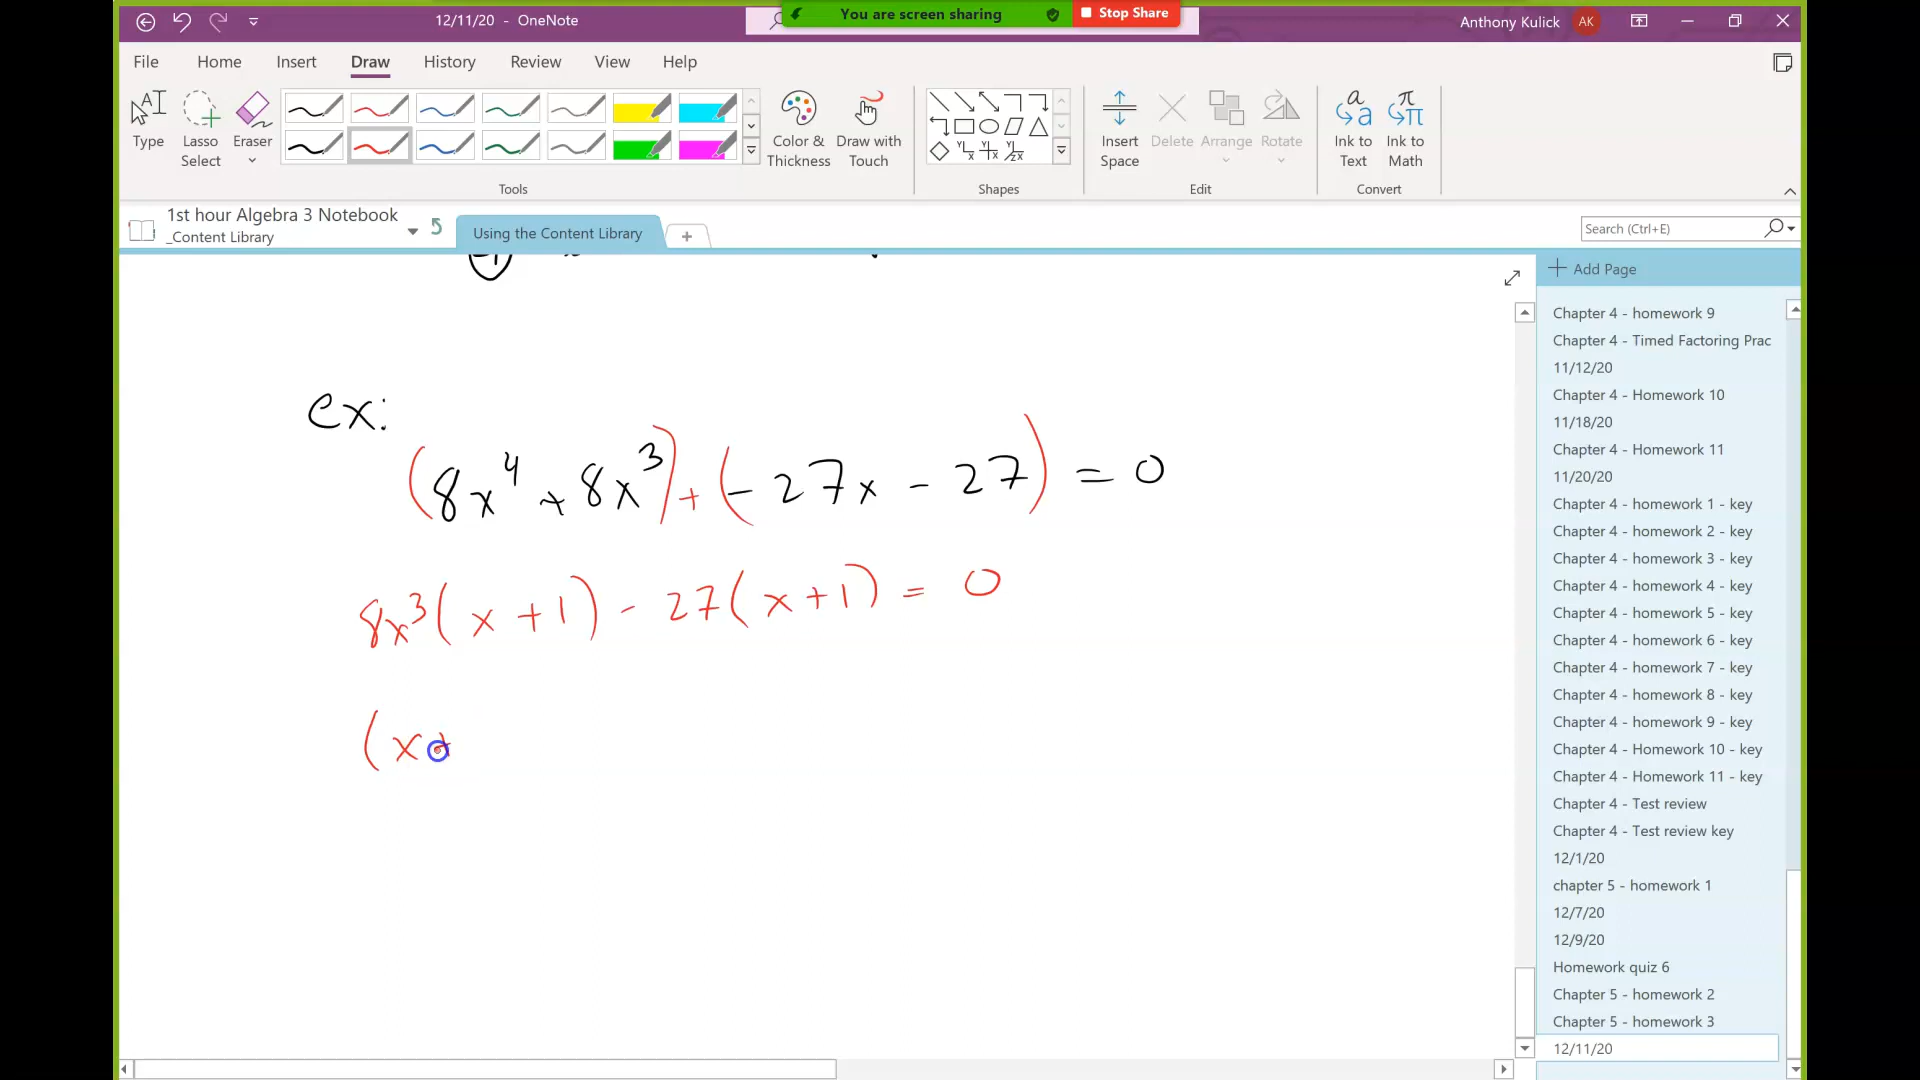 12/11/20 - OneNote
You are screen sharing
Stop Share
Anthony Kulick
AK
File Home Insert Draw History Review View Help
Type
Lasso Select
Eraser
Color & Thickness
Draw with Touch
Insert Space
Delete
Arrange
Rotate
Ink to Text
Ink to Math
Tools
Shapes
Edit
Convert
1st hour Algebra 3 Notebook
_Content Library
Using the Content Library
Search (Ctrl+E)
ex:
(8x⁴ + 8x³) + (- 27x - 27) = 0
8x³(x + 1) - 27(x+1) = 0
(x+
Add Page
Chapter 4 - homework 9
Chapter 4 - Timed Factoring Prac
11/12/20
Chapter 4 - Homework 10
11/18/20
Chapter 4 - Homework 11
11/20/20
Chapter 4 - homework 1 - key
Chapter 4 - homework 2 - key
Chapter 4 - homework 3 - key
Chapter 4 - homework 4 - key
Chapter 4 - homework 5 - key
Chapter 4 - homework 6 - key
Chapter 4 - homework 7 - key
Chapter 4 - homework 8 - key
Chapter 4 - homework 9 - key
Chapter 4 - Homework 10 - key
Chapter 4 - Homework 11 - key
Chapter 4 - Test review
Chapter 4 - Test review key
12/1/20
chapter 5 - homework 1
12/7/20
12/9/20
Homework quiz 6
Chapter 5 - homework 2
Chapter 5 - homework 3
12/11/20